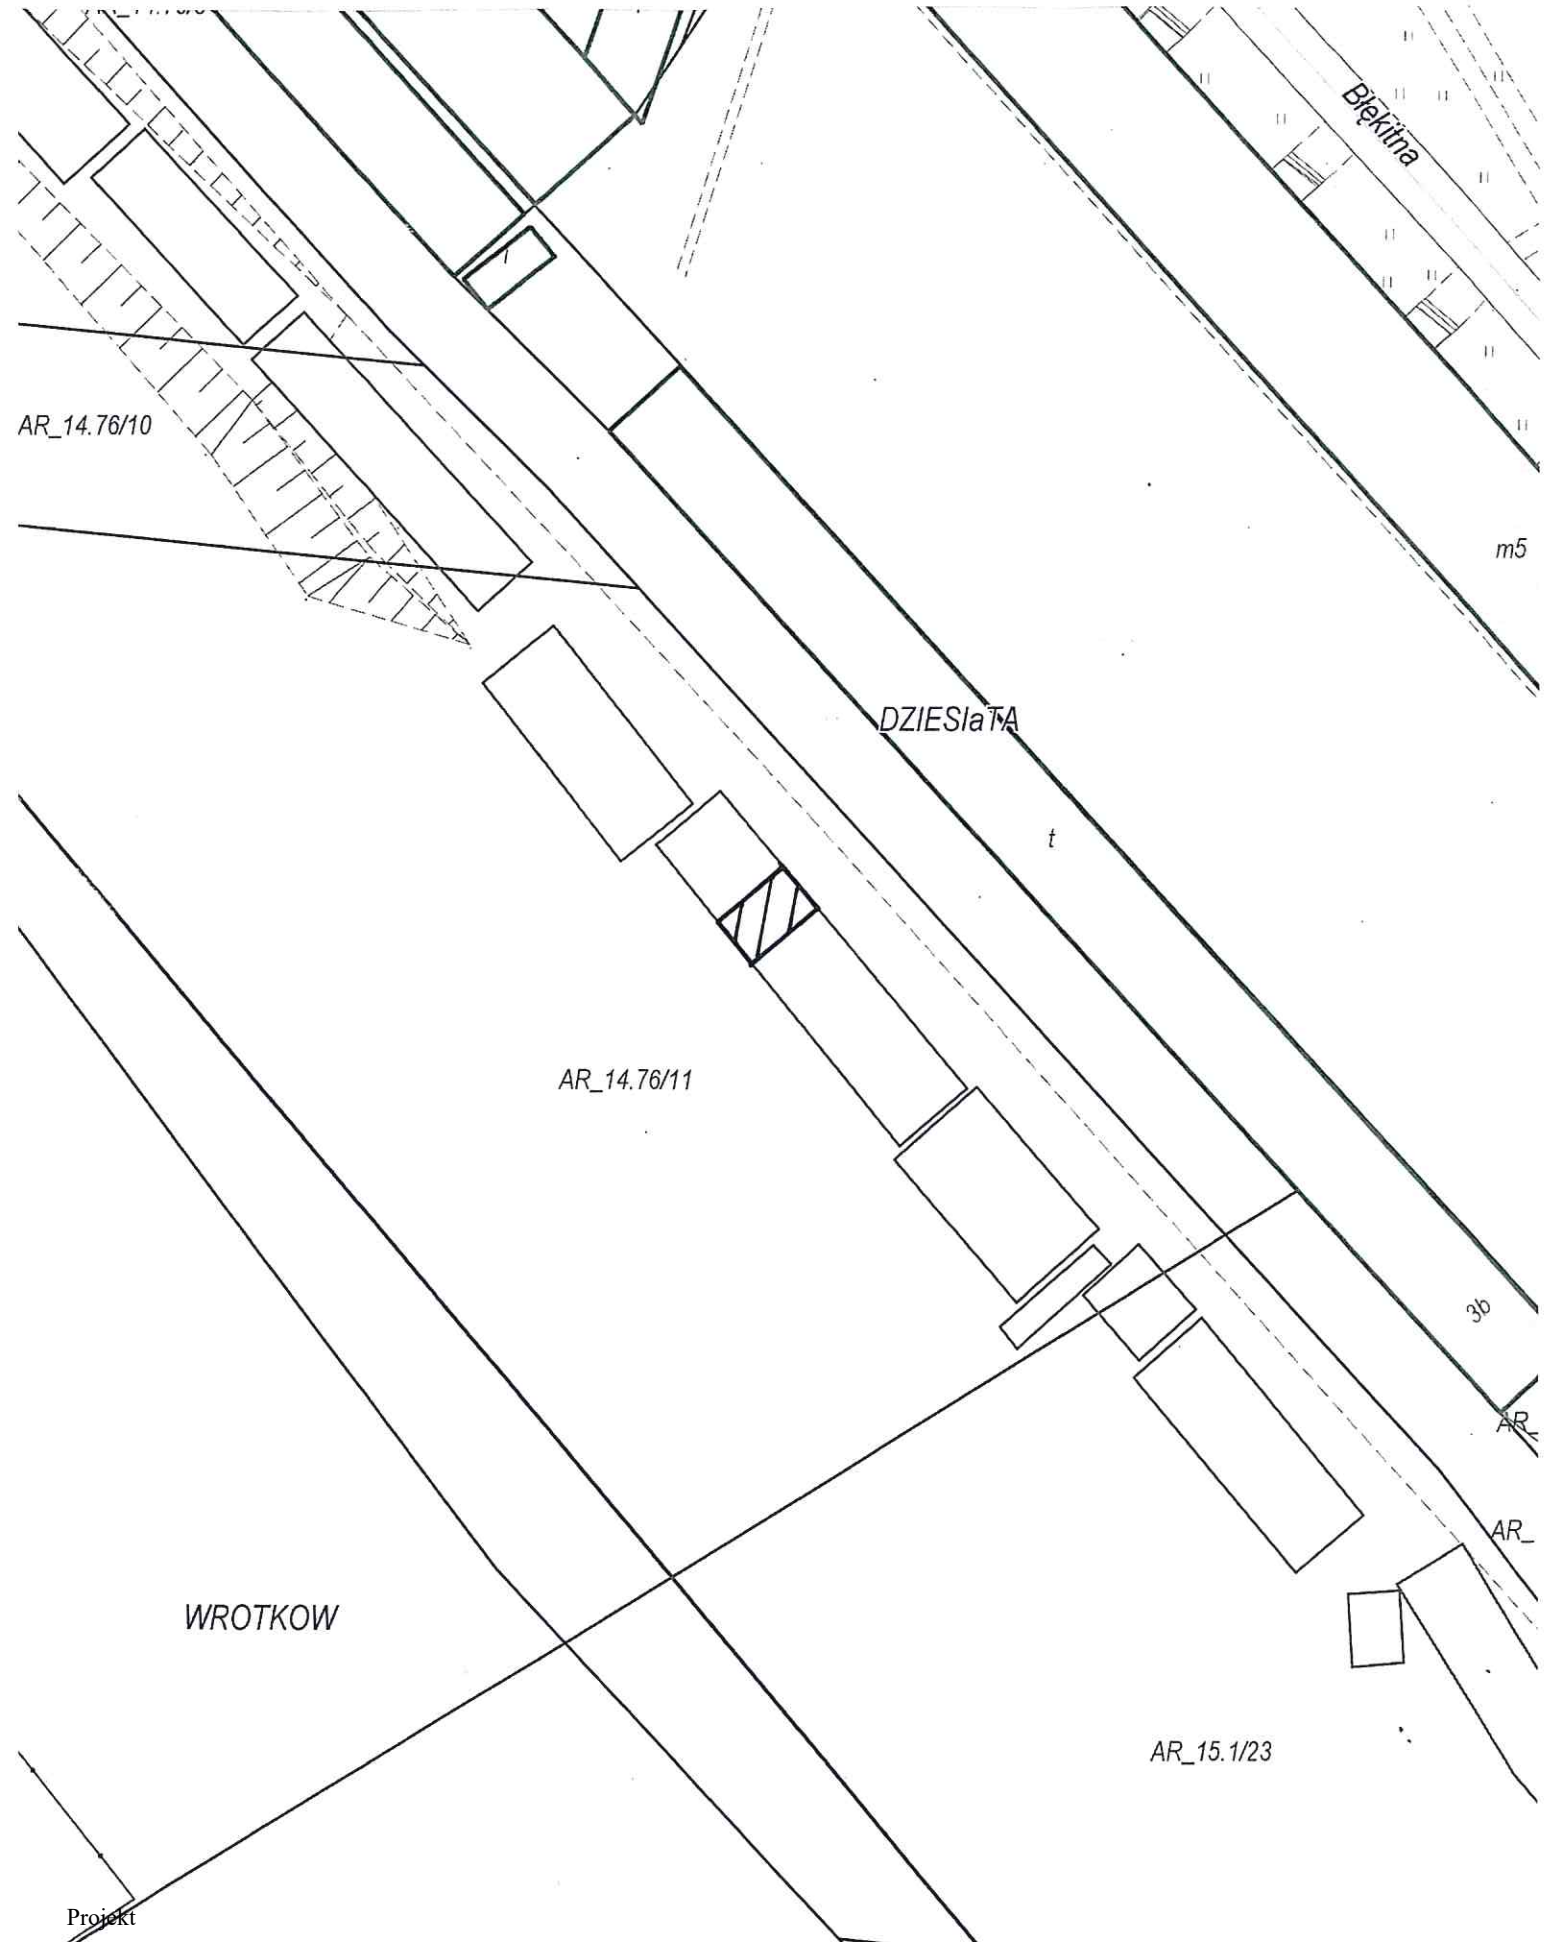 Błękitna
AR_14.76/10
m5
DZIESIaTA
t
AR_14.76/11
3b
AR_
AR_
WROTKOW
AR_15.1/23
Projekt